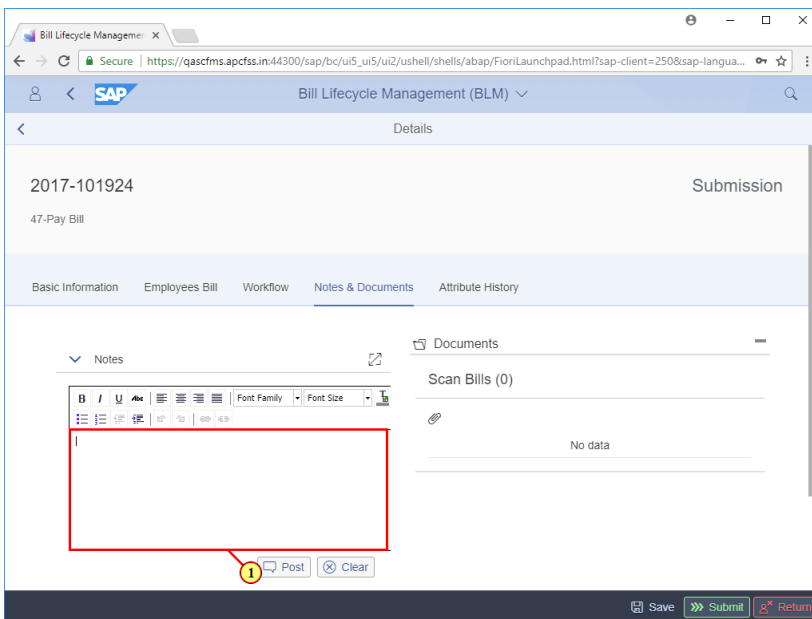 Bill Lifecycle Managemen
Secure | https://qascfms.apcfss.in:44300/sap/bc/ui5_ui5/ui2/ushell/shells/abap/FioriLaunchpad.html?sap-client=250&sap-langua...
SAP Bill Lifecycle Management (BLM)
Details
2017-101924 Submission
47-Pay Bill
Basic Information Employees Bill Workflow Notes & Documents Attribute History
Notes
Documents
Scan Bills (0)
B I U Abc Font Family Font Size T
No data
1
Post Clear
Save Submit Return